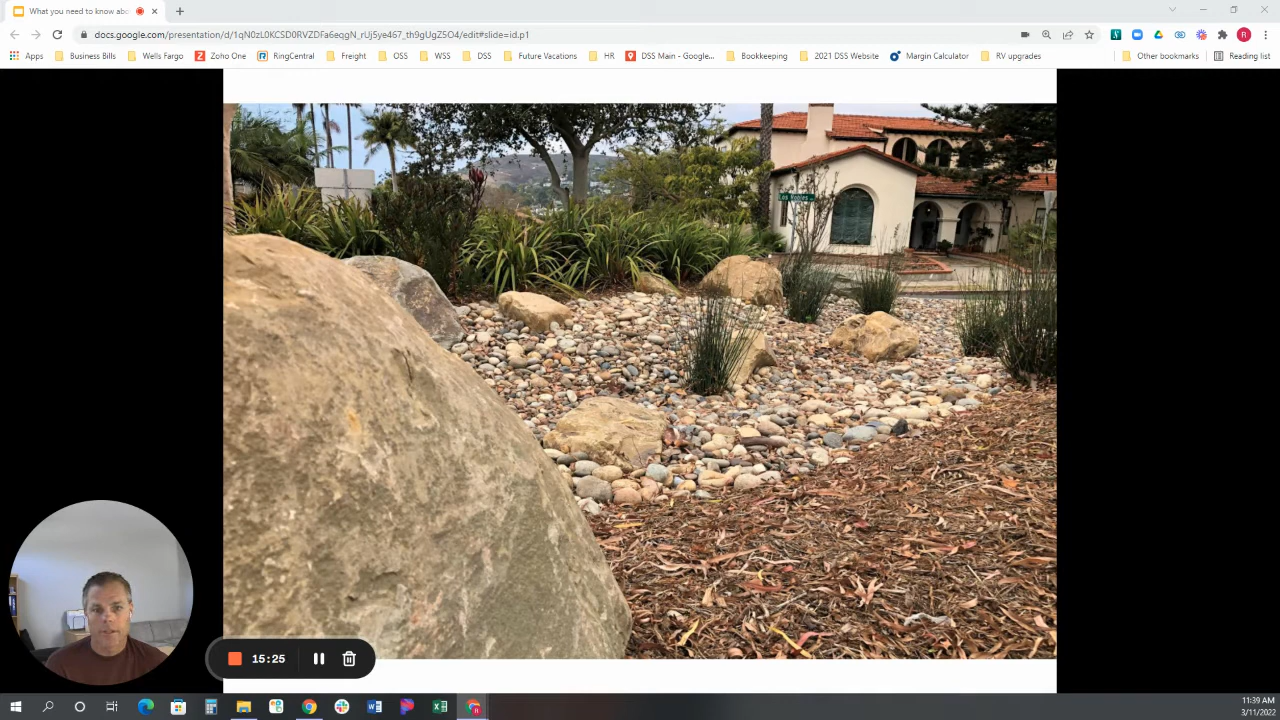 What you need to know abo
docs.google.com/presentation/d/1qN0zL0KCSD0RVZDFa6eqgN_rUj5ye467_th9gUgZ5O4/edit#slide=id.p1
Apps Business Bills Wells Fargo Zoho One RingCentral Freight OSS WSS DSS Future Vacations HR DSS Main - Google... Bookkeeping 2021 DSS Website Margin Calculator RV upgrades Other bookmarks Reading list
Los Nobles
15:25
11:39 AM
3/11/2022